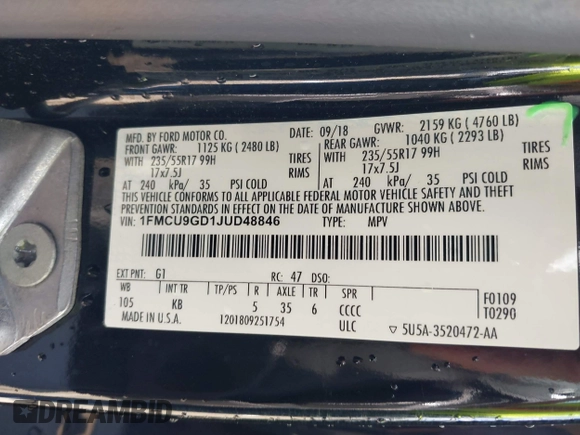 MFD. BY FORD MOTOR CO.
DATE: 09/18 GVWR: 2159 KG ( 4760 LB)
FRONT GAWR: 1125 KG ( 2480 LB)
REAR GAWR: 1040 KG ( 2293 LB)
WITH 235/55R17 99H TIRES
WITH 235/55R17 99H TIRES
17x7.5J RIMS
17x7.5J RIMS
AT 240 kPa/ 35 PSI COLD
AT 240 kPa/ 35 PSI COLD
THIS VEHICLE CONFORMS TO ALL APPLICABLE FEDERAL MOTOR VEHICLE SAFETY AND THEFT
PREVENTION STANDARDS IN EFFECT ON THE DATE OF MANUFACTURE SHOWN ABOVE.
VIN: 1FMCU9GD1JUD48846 TYPE: MPV
EXT PNT: G1 RC: 47 DSO:
WB INT TR TP/PS R AXLE TR SPR
105 KB 5 35 6 CCCC
MADE IN U.S.A. 1201809251754 ULC
F0109
T0290
▽ 5U5A-3520472-AA
DREAMBID